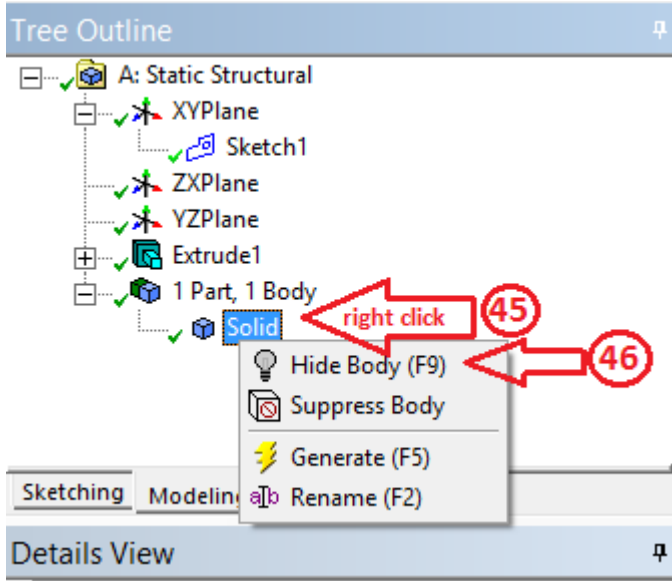 Tree Outline
A: Static Structural
XYPlane
Sketch1
ZXPlane
YZPlane
Extrude1
1 Part, 1 Body
Solid
right click
45
Hide Body (F9)
46
Suppress Body
Generate (F5)
a|b Rename (F2)
Sketching Modeling
Details View